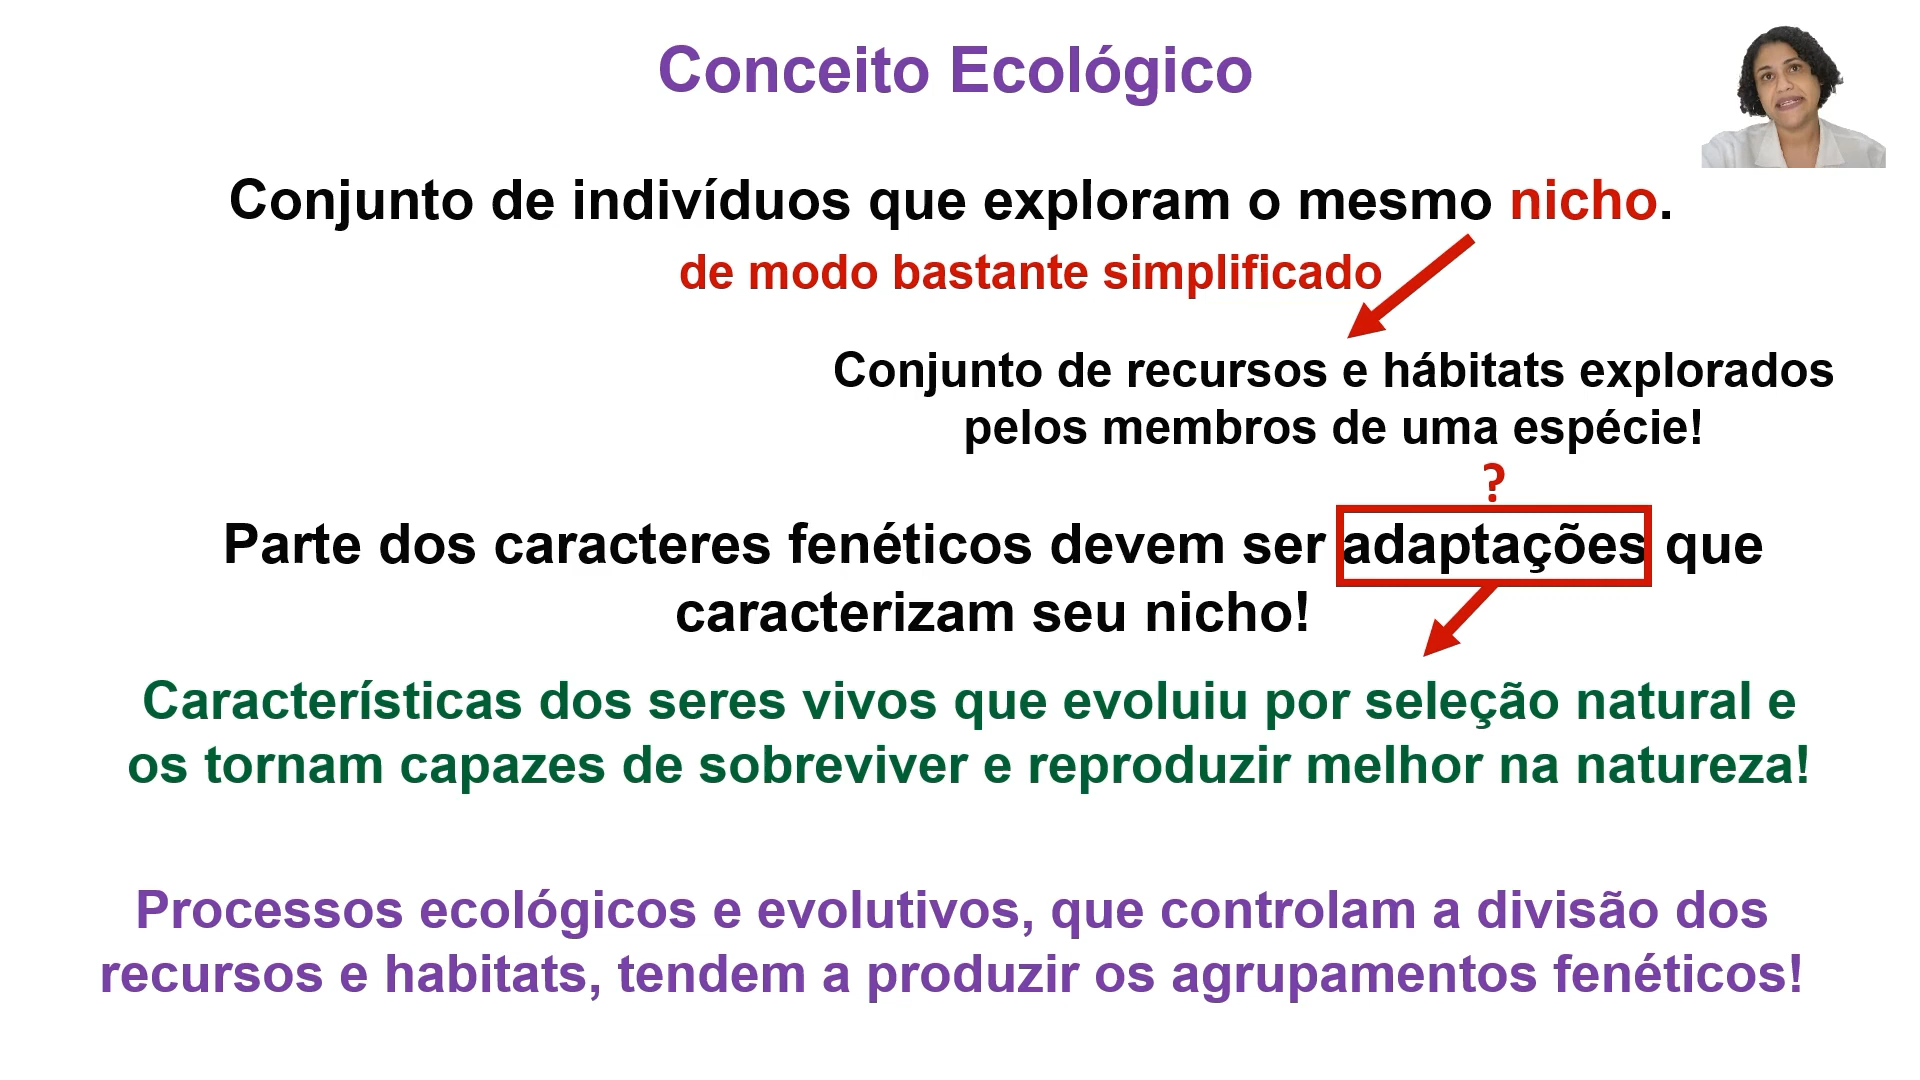 Conceito Ecológico
Conjunto de indivíduos que exploram o mesmo nicho.
de modo bastante simplificado
Conjunto de recursos e hábitats explorados
pelos membros de uma espécie!
?
Parte dos caracteres fenéticos devem ser adaptações que
caracterizam seu nicho!
Características dos seres vivos que evoluiu por seleção natural e
os tornam capazes de sobreviver e reproduzir melhor na natureza!
Processos ecológicos e evolutivos, que controlam a divisão dos
recursos e habitats, tendem a produzir os agrupamentos fenéticos!